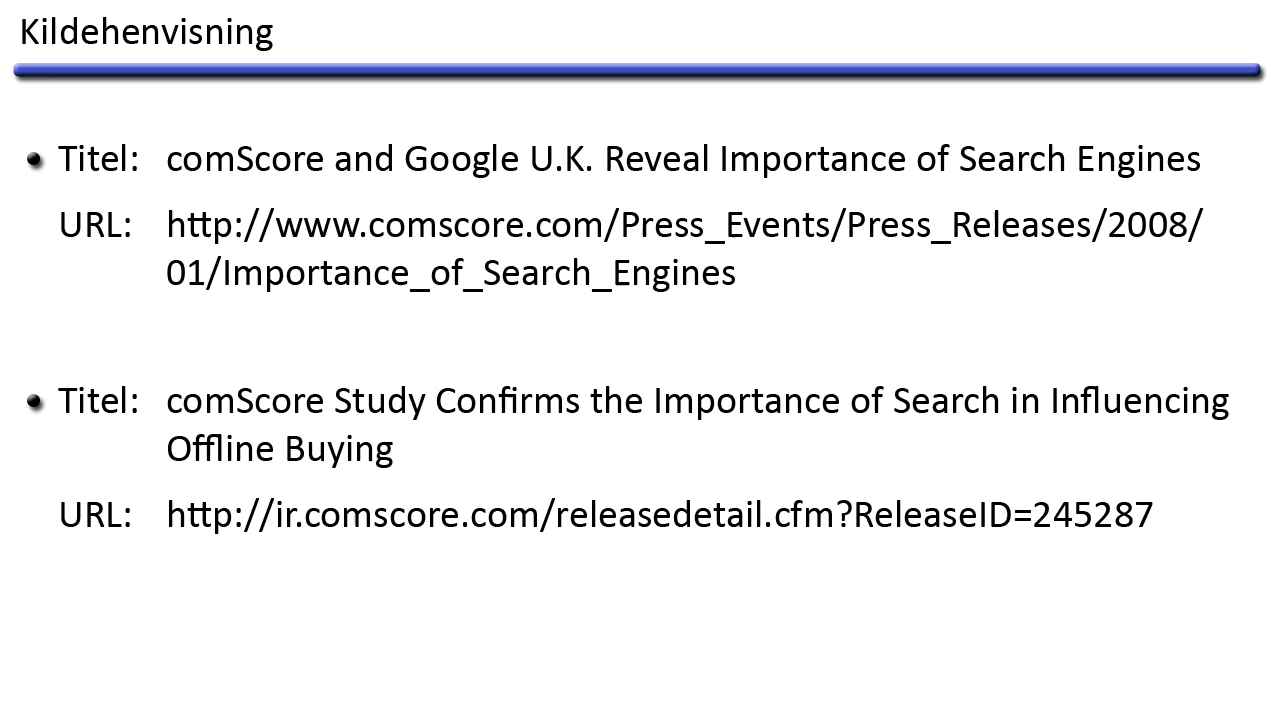 Kildehenvisning
• Titel: comScore and Google U.K. Reveal Importance of Search Engines
URL: http://www.comscore.com/Press_Events/Press_Releases/2008/
01/Importance_of_Search_Engines
• Titel: comScore Study Confirms the Importance of Search in Influencing
Offline Buying
URL: http://ir.comscore.com/releasedetail.cfm?ReleaseID=245287